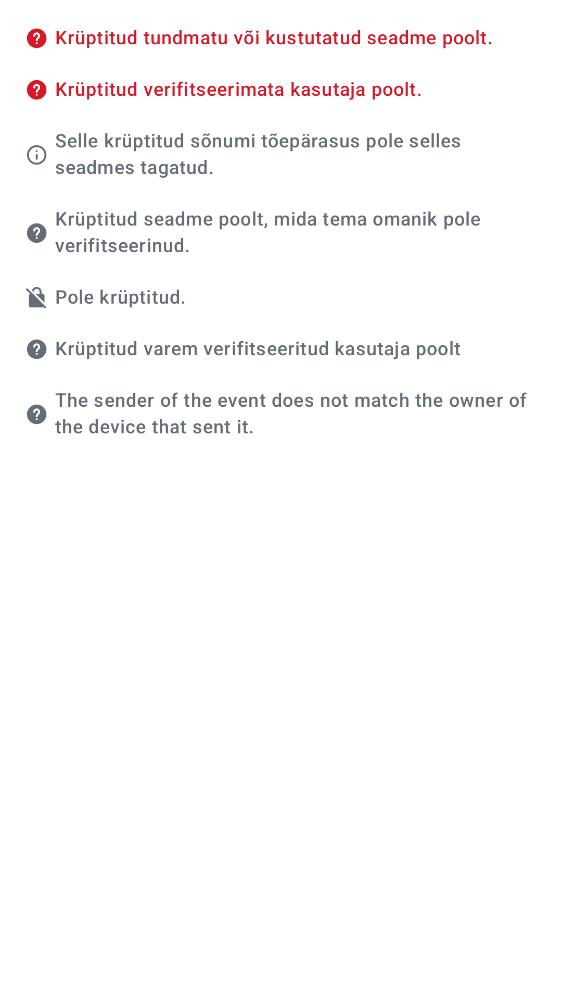 Krüptitud tundmatu või kustutatud seadme poolt.
Krüptitud verifitseerimata kasutaja poolt.
Selle krüptitud sõnumi tõepärasus pole selles
seadmes tagatud.
Krüptitud seadme poolt, mida tema omanik pole
verifitseerinud.
Pole krüptitud.
Krüptitud varem verifitseeritud kasutaja poolt
The sender of the event does not match the owner of
the device that sent it.